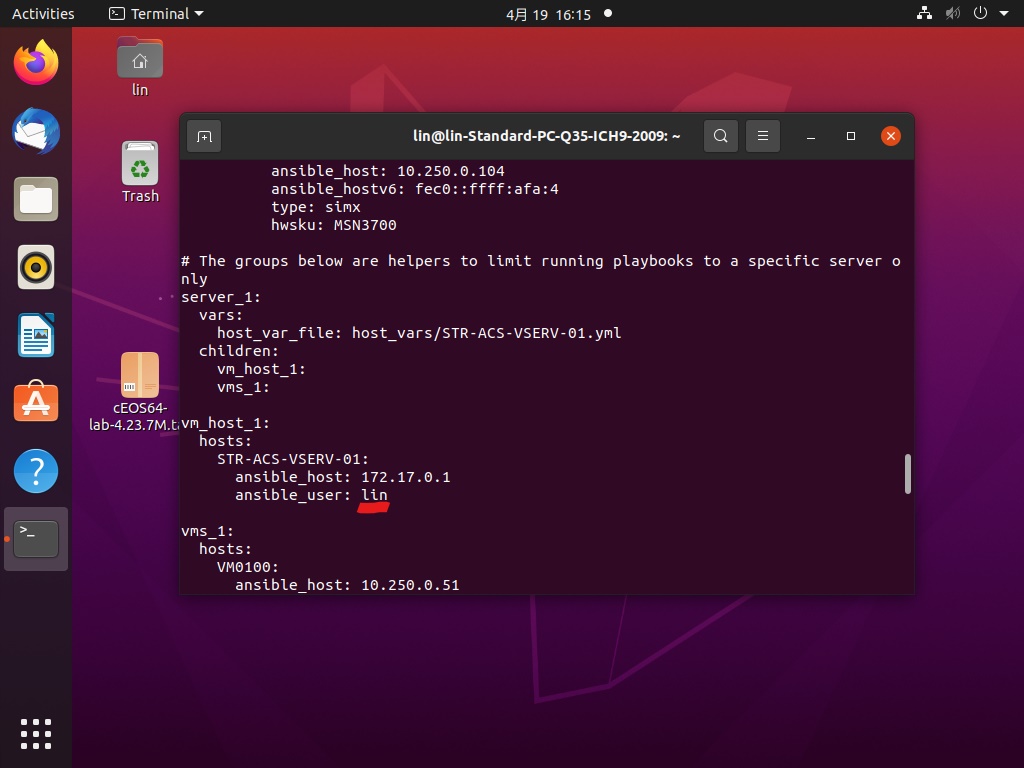 Activities
Terminal
4月 19 16:15
lin
Trash
cEOS64-
lab-4.23.7M.ta
lin@lin-Standard-PC-Q35-ICH9-2009: ~
ansible_host: 10.250.0.104
ansible_hostv6: fec0::ffff:afa:4
type: simx
hwsku: MSN3700
# The groups below are helpers to limit running playbooks to a specific server o
nly
server_1:
vars:
host_var_file: host_vars/STR-ACS-VSERV-01.yml
children:
vm_host_1:
vms_1:
vm_host_1:
hosts:
STR-ACS-VSERV-01:
ansible_host: 172.17.0.1
ansible_user: lin
vms_1:
hosts:
VM0100:
ansible_host: 10.250.0.51